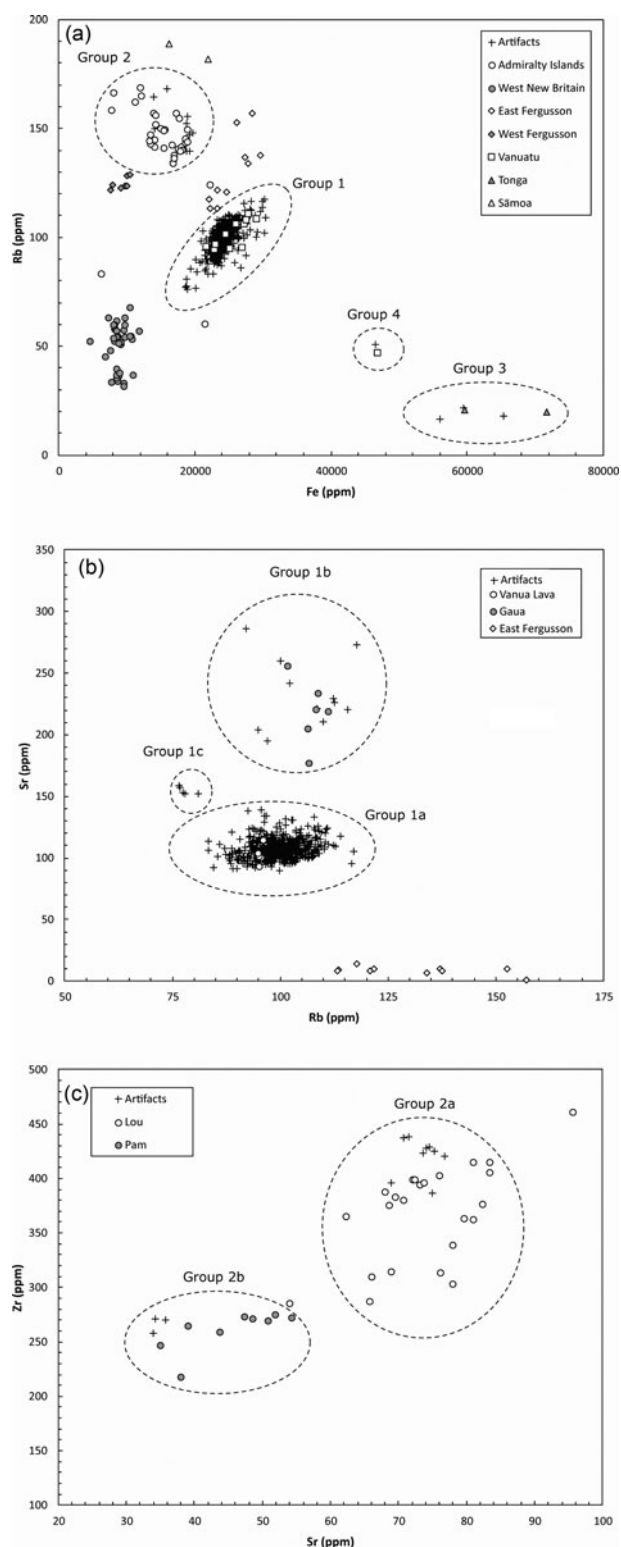 (a)
200
150
100
50
0
Rb (ppm)
0
20000
40000
60000
80000
Fe (ppm)
Group 2
Group 1
Group 4
Group 3
Artifacts
Admiralty Islands
West New Britain
East Fergusson
West Fergusson
Vanuatu
Tonga
Sāmoa
(b)
350
300
250
200
150
100
50
0
Sr (ppm)
50
75
100
125
150
175
Rb (ppm)
Group 1b
Group 1c
Group 1a
Artifacts
Vanua Lava
Gaua
East Fergusson
(c)
500
450
400
350
300
250
200
150
100
Zr (ppm)
20
30
40
50
60
70
80
90
100
Sr (ppm)
Artifacts
Lou
Pam
Group 2a
Group 2b